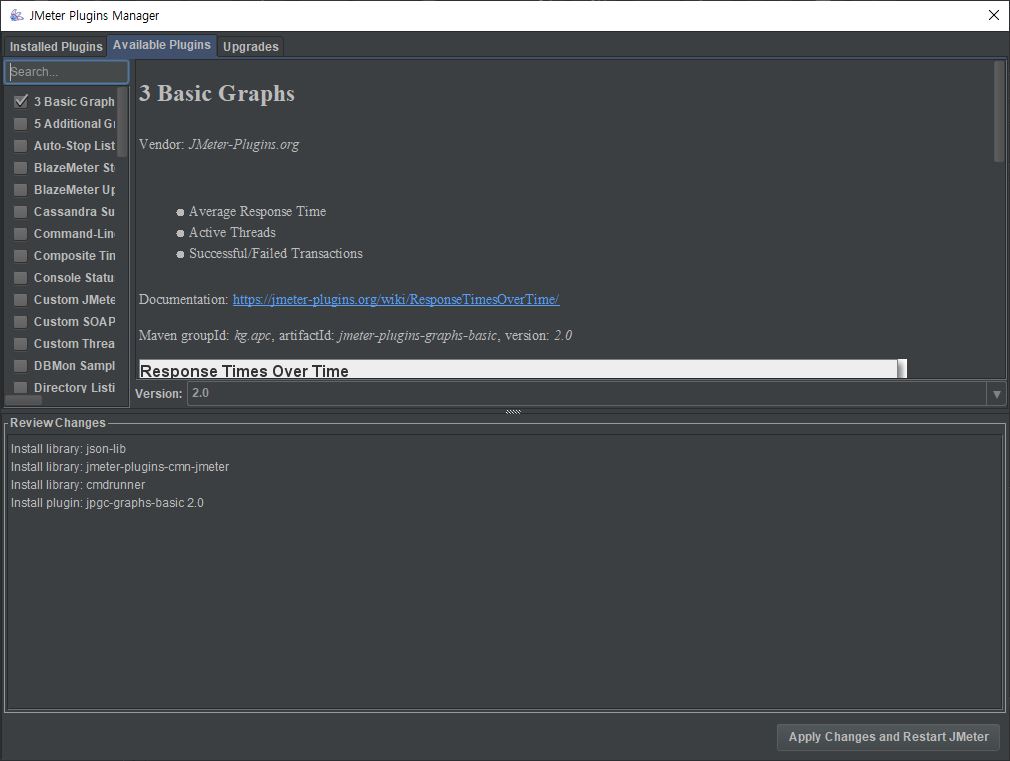 JMeter Plugins Manager
Installed Plugins
Available Plugins
Upgrades
Search...
3 Basic Graph
5 Additional Gr
Auto-Stop List
BlazeMeter St
BlazeMeter Up
Cassandra Su
Command-Lin
Composite Tin
Console Statu
Custom JMete
Custom SOAP
Custom Threa
DBMon Sampl
Directory Listi
3 Basic Graphs
Vendor: JMeter-Plugins.org
Average Response Time
Active Threads
Successful/Failed Transactions
Documentation: https://jmeter-plugins.org/wiki/ResponseTimesOverTime/
Maven groupId: kg.apc, artifactId: jmeter-plugins-graphs-basic, version: 2.0
Response Times Over Time
Version: 2.0
Review Changes
Install library: json-lib
Install library: jmeter-plugins-cmn-jmeter
Install library: cmdrunner
Install plugin: jpgc-graphs-basic 2.0
Apply Changes and Restart JMeter